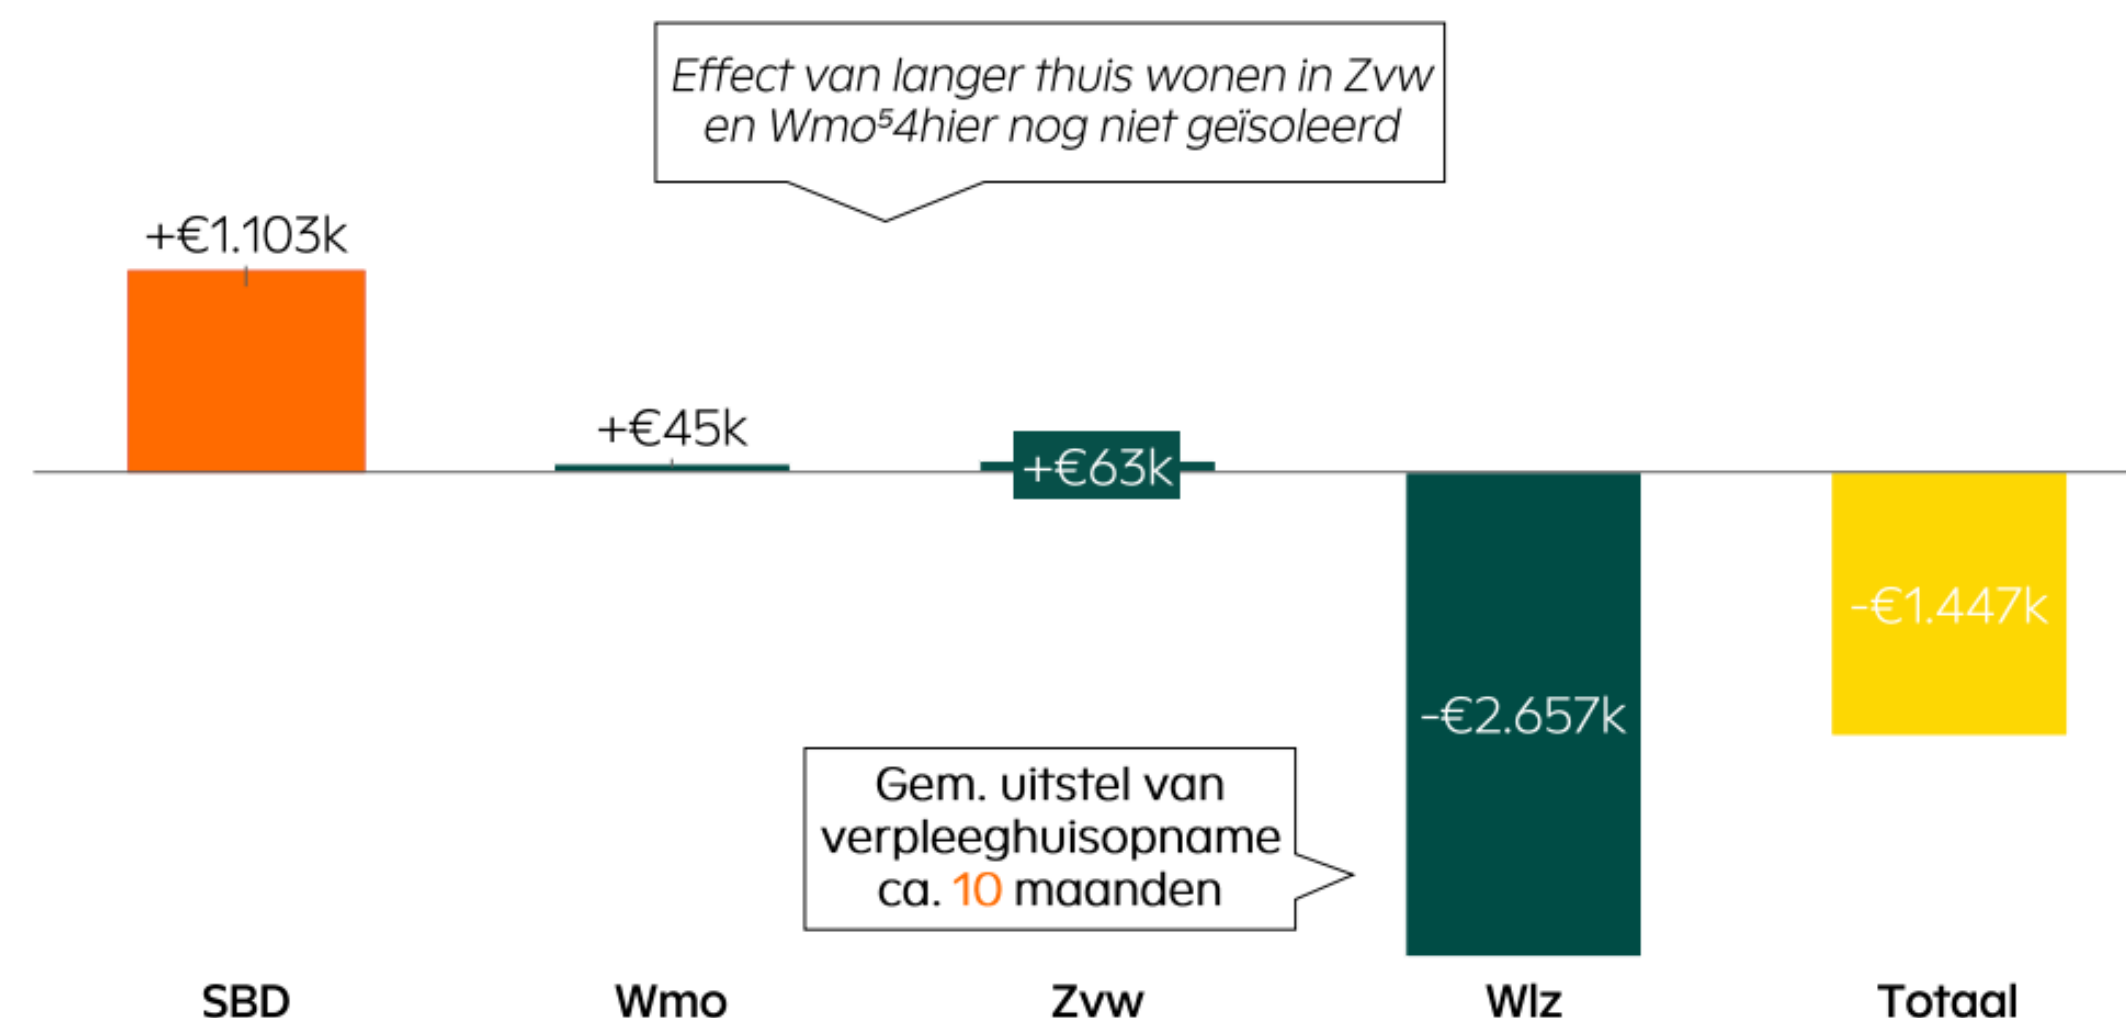 Effect van langer thuis wonen in Zvw
en Wmo⁵4hier nog niet geïsoleerd
+€1.103k
+€45k
+€63k
-€1.447k
-€2.657k
Gem. uitstel van
verpleeghuisopname
ca. 10 maanden
SBD
Wmo
Zvw
Wlz
Totaal